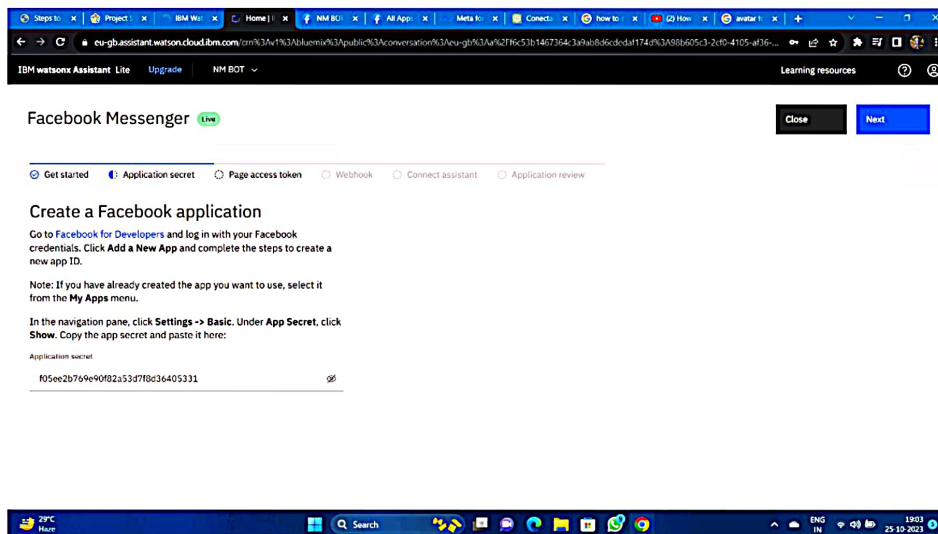 Steps to
Project
IBM Wat
Home |
NM BO
All Apps
Meta for
Conecta
how to
(2) How
avatar
eu-gb.assistant.watson.cloud.ibm.com/
IBM watsonx Assistant Lite Upgrade NM BOT Learning resources
Facebook Messenger Live Close Next
Get started Application secret Page access token Webhook Connect assistant Application review
Create a Facebook application
Go to Facebook for Developers and log in with your Facebook
credentials. Click Add a New App and complete the steps to create a
new app ID.
Note: If you have already created the app you want to use, select it
from the My Apps menu.
In the navigation pane, click Settings -> Basic. Under App Secret, click
Show. Copy the app secret and paste it here:
Application secret
f05ee2b769e90f82a53d7f8d36405331
29°C
Haze
Search
ENG
IN
19:03
25-10-2023